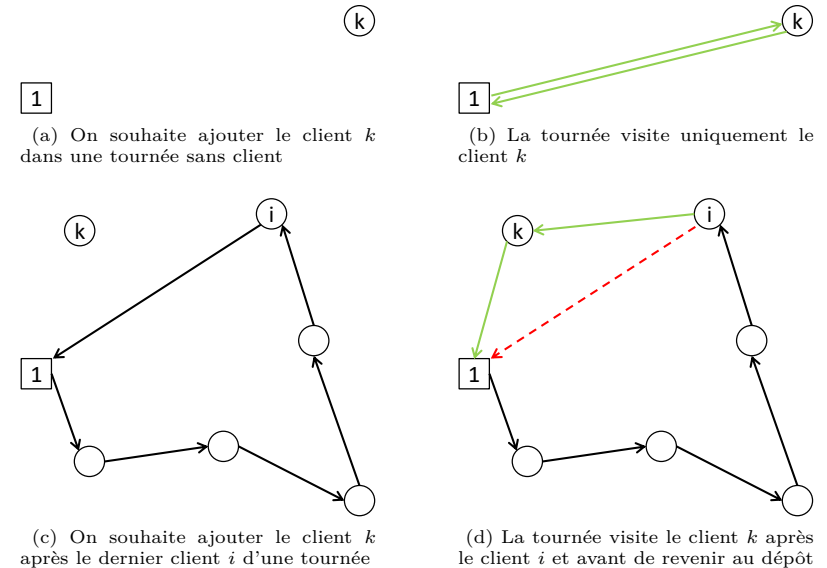 k
1
(a) On souhaite ajouter le client k
dans une tournée sans client
k
1
(b) La tournée visite uniquement le
client k
k
i
1
(c) On souhaite ajouter le client k
après le dernier client i d'une tournée
k
i
1
(d) La tournée visite le client k après
le client i et avant de revenir au dépôt